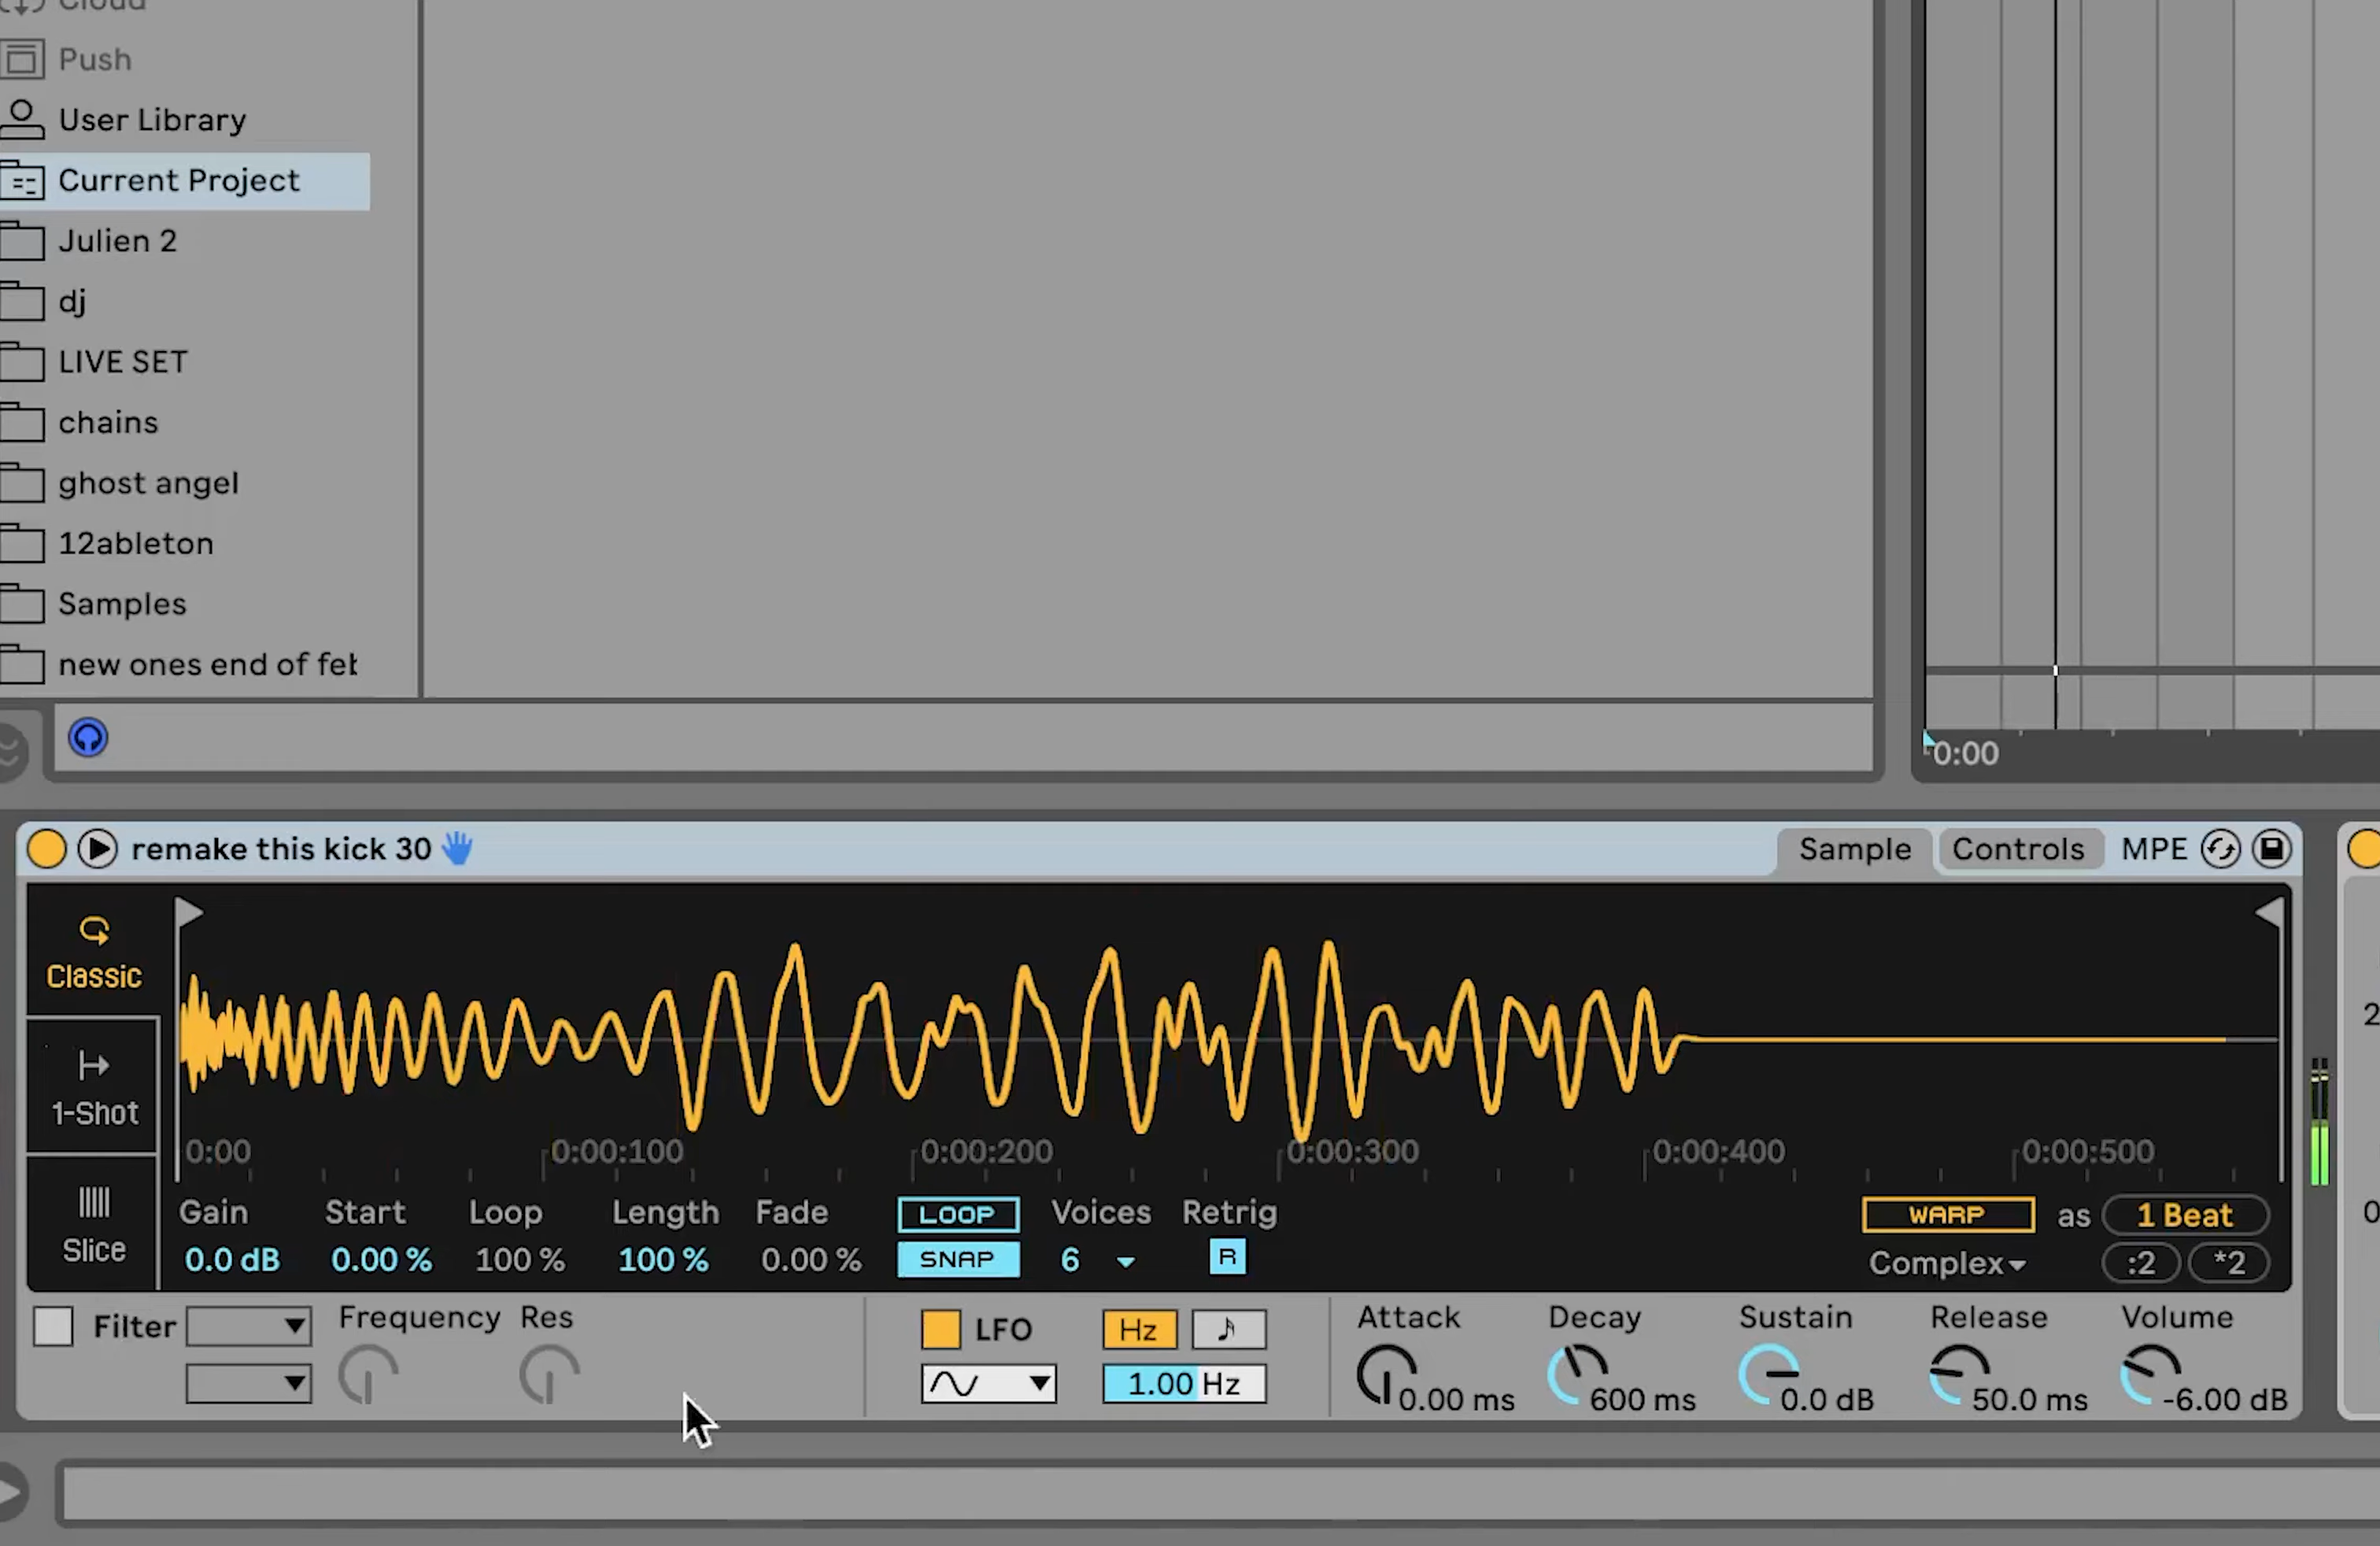 Cloud
Push
User Library
Current Project
Julien 2
dj
LIVE SET
chains
ghost angel
12ableton
Samples
new ones end of fe
0:00
remake this kick 30
Sample Controls MPE
Classic
1-Shot
Slice
0:00 0:00:100 0:00:200 0:00:300 0:00:400 0:00:500
Gain Start Loop Length Fade LOOP Voices Retrig WARP as 1 Beat
0.0 dB 0.00 % 100 % 100 % 0.00 % SNAP 6 R Complex :2 *2
Filter Frequency Res LFO Hz Attack Decay Sustain Release Volume
1.00 Hz 0.00 ms 600 ms 0.0 dB 50.0 ms -6.00 dB
2
0